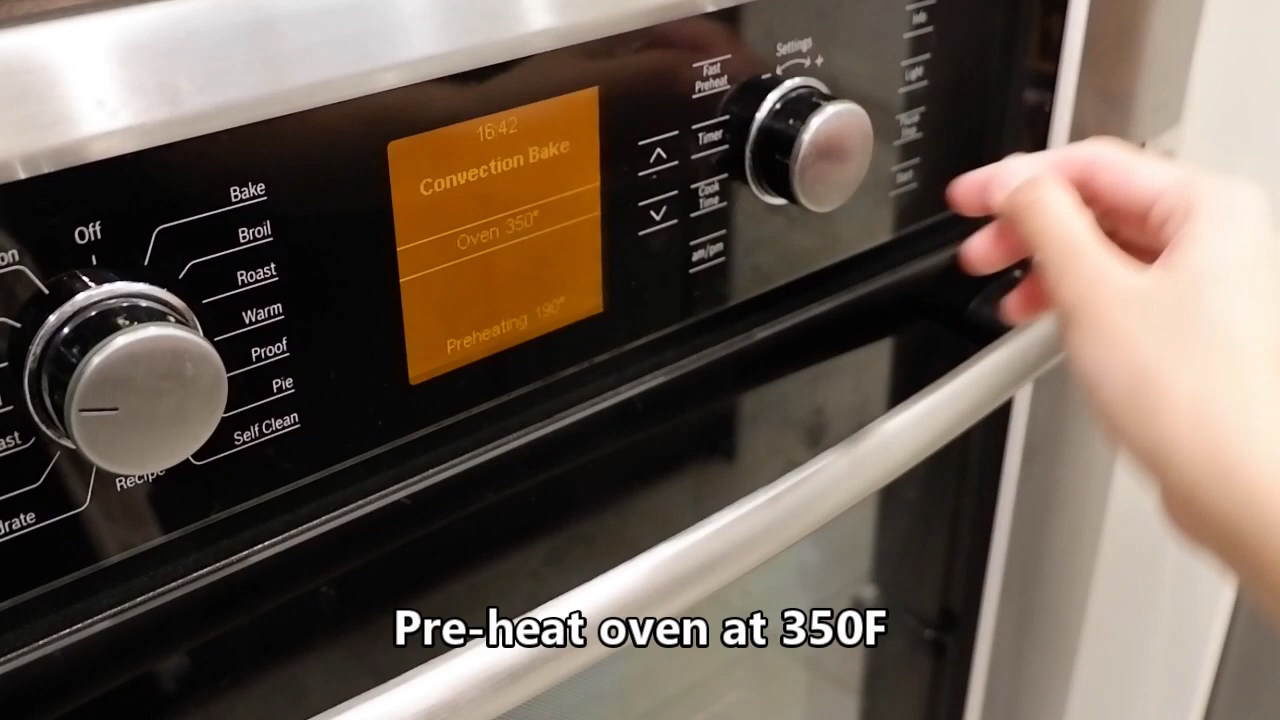 Off
Bake
Broil
Roast
Warm
Proof
Pie
Self Clean
Recipe
16:42
Convection Bake
Oven 350°
Preheating 190°
Fast
Preheat
Timer
Cook
Time
am/pm
Settings
- +
Info
Light
Start
Pre-heat oven at 350F